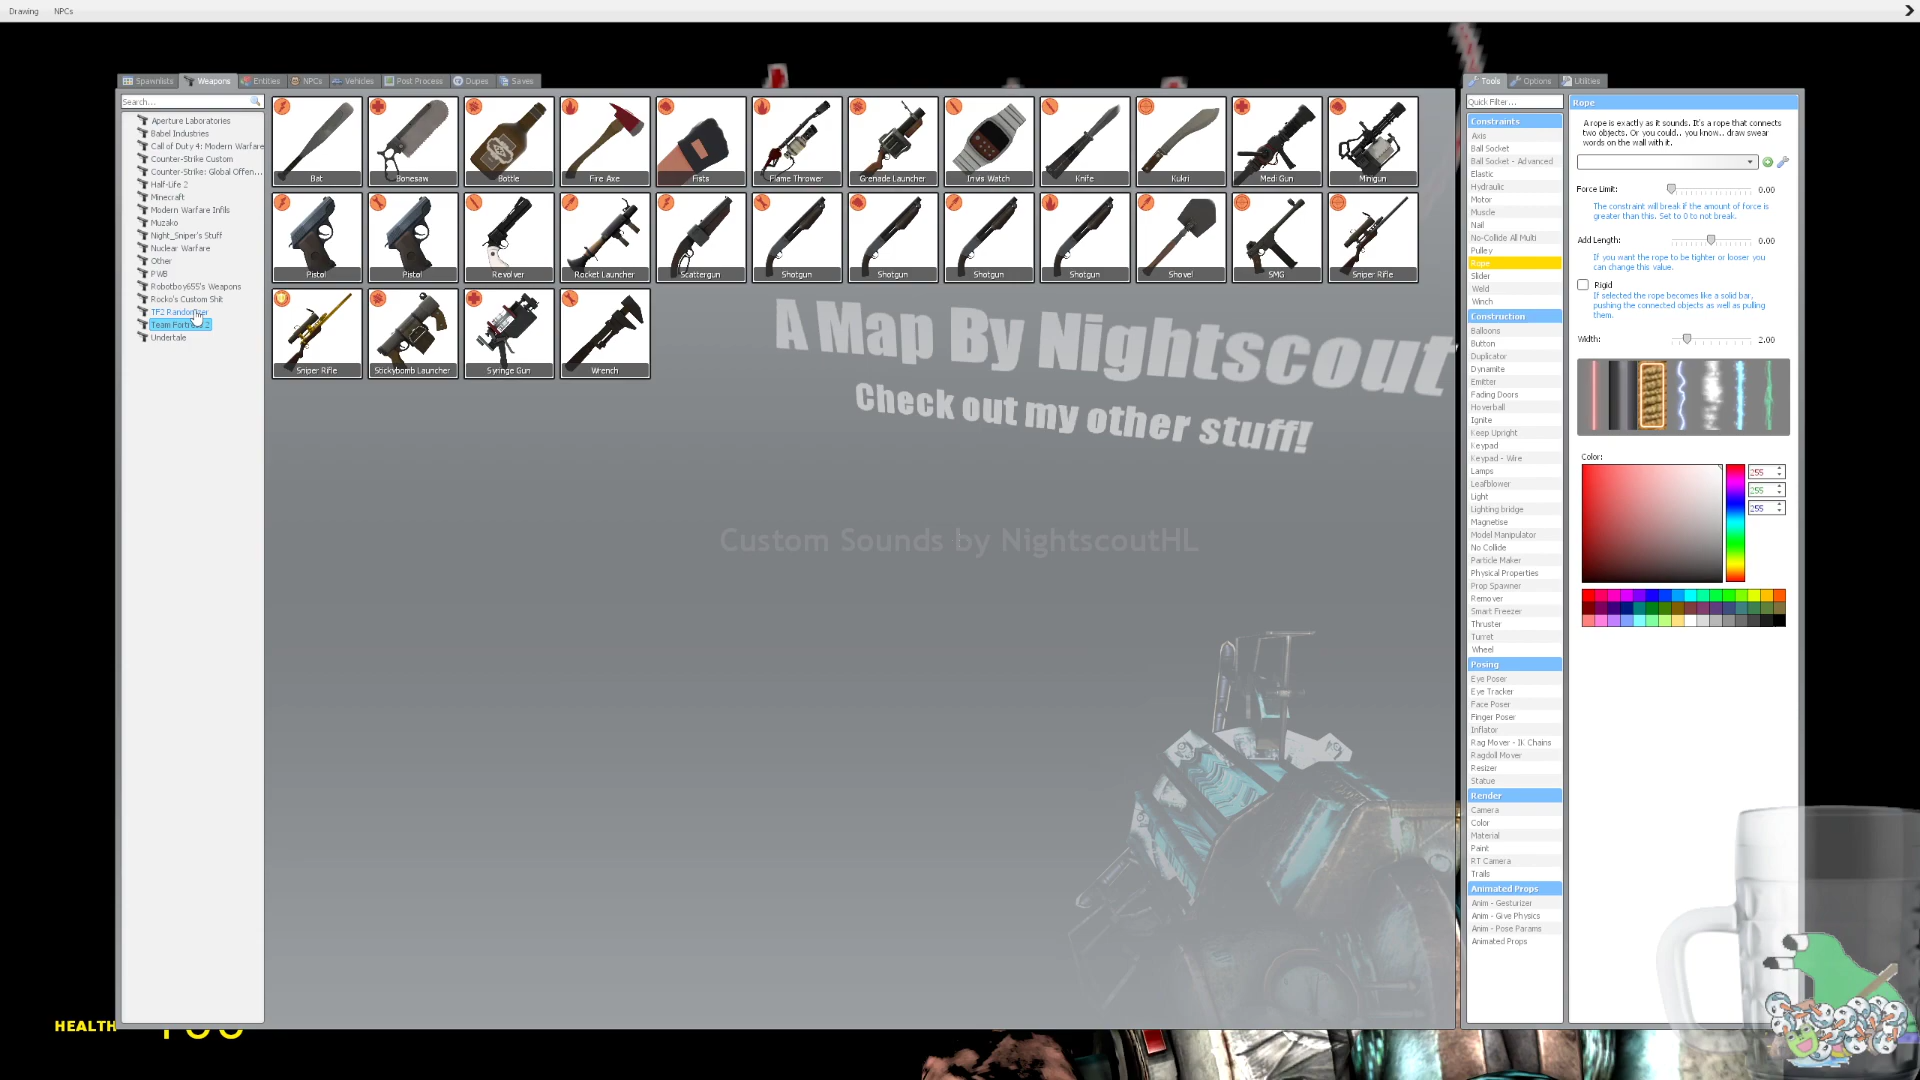 Drawing NPCs
Spawnlists Weapons Entities NPCs Vehicles Post Process Dupes Saves
Search...
Aperture Laboratories
Babel Industries
Call of Duty 4: Modern Warfare
Counter-Strike Custom
Counter-Strike: Global Offen...
Half-Life 2
Minecraft
Modern Warfare Infils
Muzako
Night_Sniper's Stuff
Nuclear Warfare
Other
PWB
Robotboy655's Weapons
Rocko's Custom Shit
TF2 Randomizer
Team Fortress 2
Undertale
Bat Bonesaw Bottle Fire Axe Fists Flame Thrower Grenade Launcher Invis Watch Knife Kukri Medi Gun Minigun
Pistol Pistol Revolver Rocket Launcher Scattergun Shotgun Shotgun Shotgun Shotgun Shovel SMG Sniper Rifle
Sniper Rifle Stickybomb Launcher Syringe Gun Wrench
A Map By Nightscout
Check out my other stuff!
Custom Sounds by NightscoutHL
HEALTH 100
Tools Options Utilities
Quick Filter...
Constraints
Axis
Ball Socket
Ball Socket - Advanced
Elastic
Hydraulic
Motor
Muscle
Nail
No-Collide All Multi
Pulley
Rope
Slider
Weld
Winch
Construction
Balloons
Button
Duplicator
Dynamite
Emitter
Fading Doors
Hoverball
Ignite
Keep Upright
Keypad
Keypad - Wire
Lamps
Leafblower
Light
Lighting bridge
Magnetise
Model Manipulator
No Collide
Particle Maker
Physical Properties
Prop Spawner
Remover
Smart Freezer
Thruster
Turret
Wheel
Posing
Eye Poser
Eye Tracker
Face Poser
Finger Poser
Inflator
Rag Mover - IK Chains
Ragdoll Mover
Resizer
Statue
Render
Camera
Color
Material
Paint
RT Camera
Trails
Animated Props
Anim - Gesturizer
Anim - Give Physics
Anim - Pose Params
Animated Props
Rope
A rope is exactly as it sounds. It's a rope that connects
two objects. Or you could.. you know.. draw swear
words on the wall with it.
Force Limit: 0.00
The constraint will break if the amount of force is
greater than this. Set to 0 to not break.
Add Length: 0.00
If you want the rope to be tighter or looser you
can change this value.
Rigid
If selected the rope becomes like a solid bar,
pushing the connected objects as well as pulling
them.
Width: 2.00
Color:
255
255
255